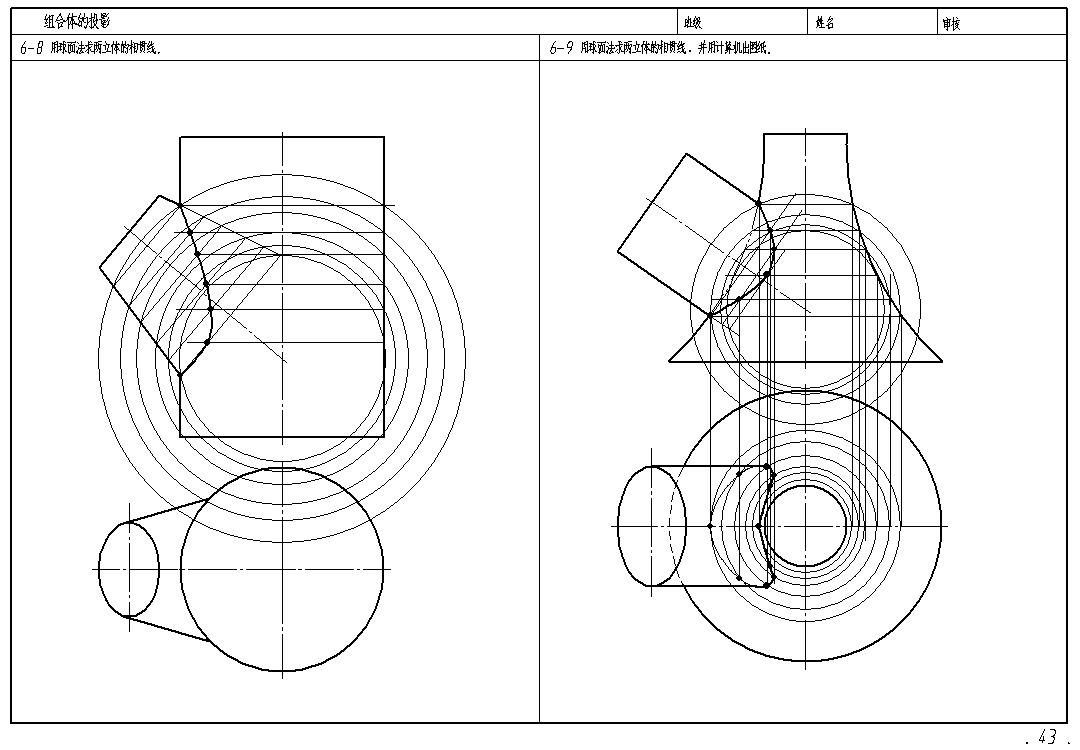 组合体的投影 班级 姓名 审核
6-8 用球面法求两立体的相贯线.
6-9 用球面法求两立体的相贯线，并用计算机出图纸.
. 43 .